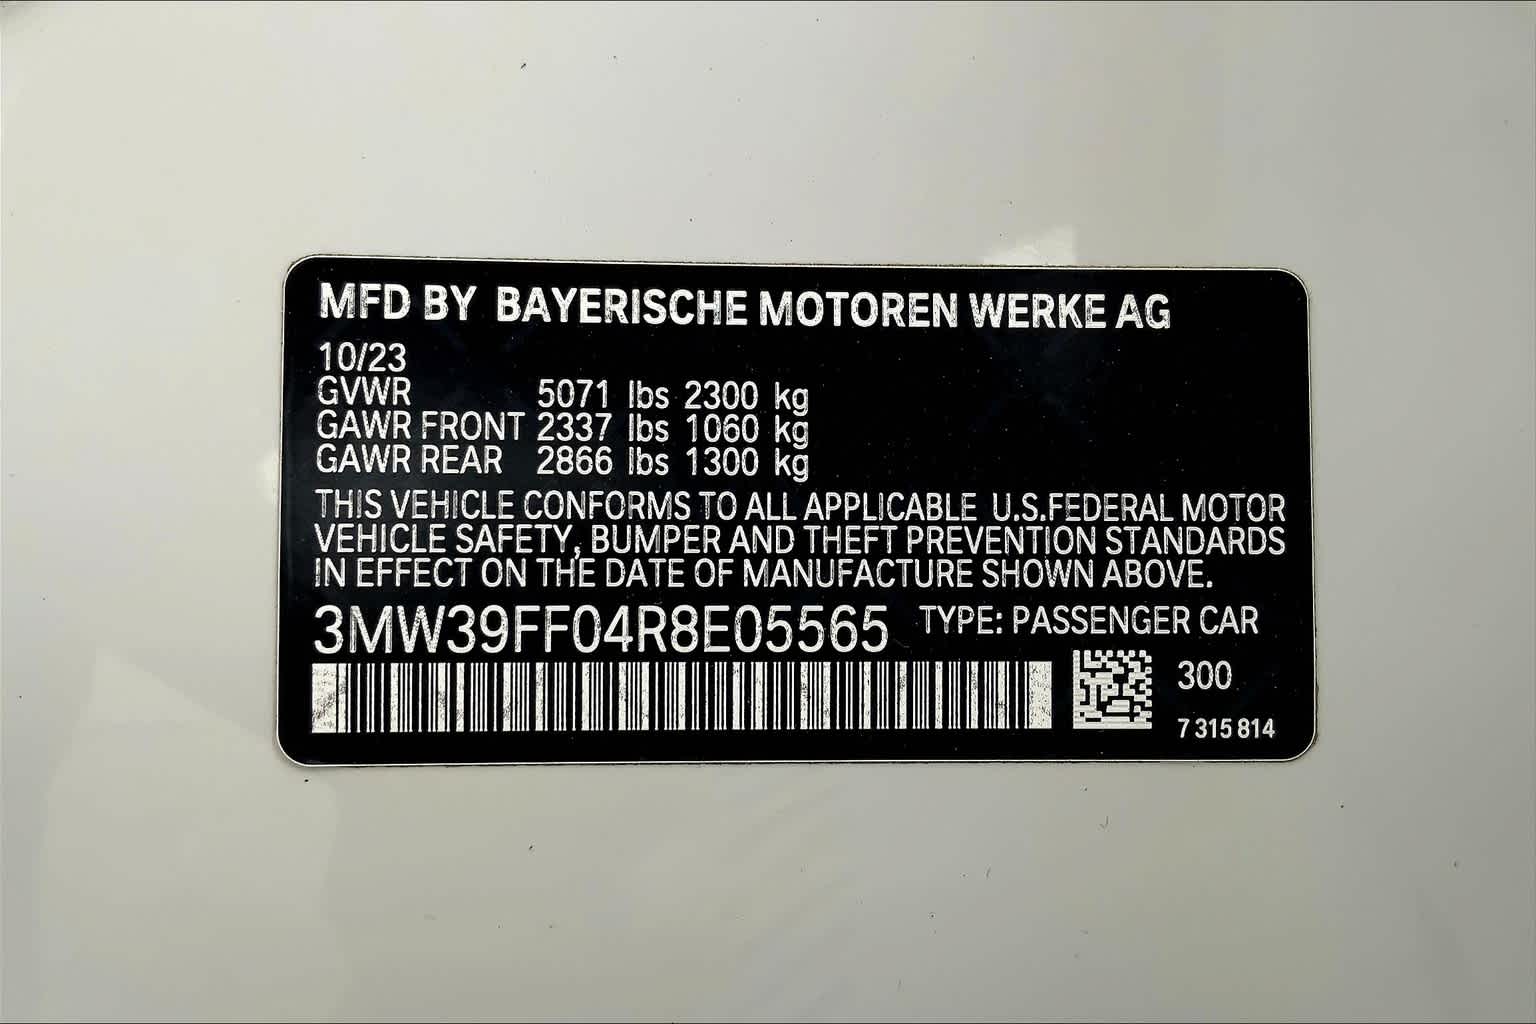 MFD BY BAYERISCHE MOTOREN WERKE AG
10/23
GVWR 5071 lbs 2300 kg
GAWR FRONT 2337 lbs 1060 kg
GAWR REAR 2866 lbs 1300 kg
THIS VEHICLE CONFORMS TO ALL APPLICABLE U.S.FEDERAL MOTOR
VEHICLE SAFETY, BUMPER AND THEFT PREVENTION STANDARDS
IN EFFECT ON THE DATE OF MANUFACTURE SHOWN ABOVE.
3MW39FF04R8E05565 TYPE: PASSENGER CAR
300
7 315 814